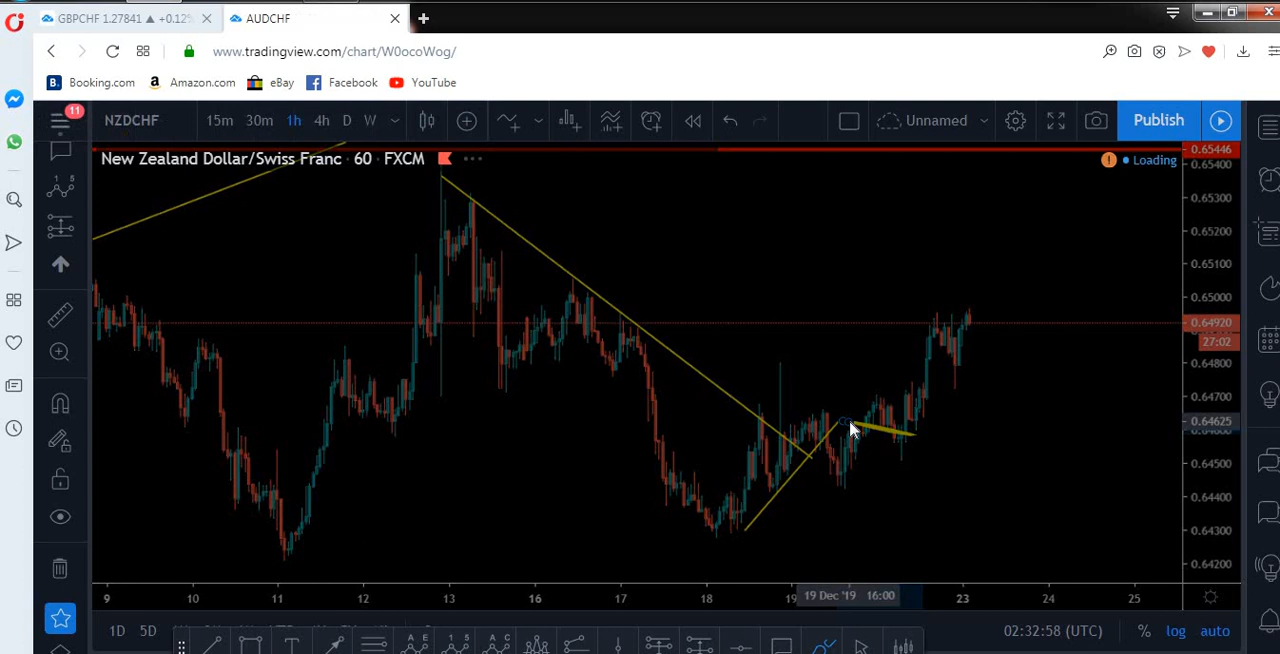 GBPCHF 1.27841 ▲ +0.12%
AUDCHF
www.tradingview.com/chart/W0ocoWog/
B. Booking.com
Amazon.com
eBay
Facebook
YouTube
11
NZDCHF
15m 30m 1h 4h D W
Unnamed
Publish
New Zealand Dollar/Swiss Franc · 60 · FXCM
Loading
0.65446
0.65400
0.65300
0.65200
0.65100
0.65000
0.64920
27:02
0.64800
0.64700
0.64625
0.64500
0.64400
0.64300
0.64200
9 10 11 12 13 16 17 18 19 23 24 25
19 Dec '19 16:00
1D 5D
02:32:58 (UTC) % log auto